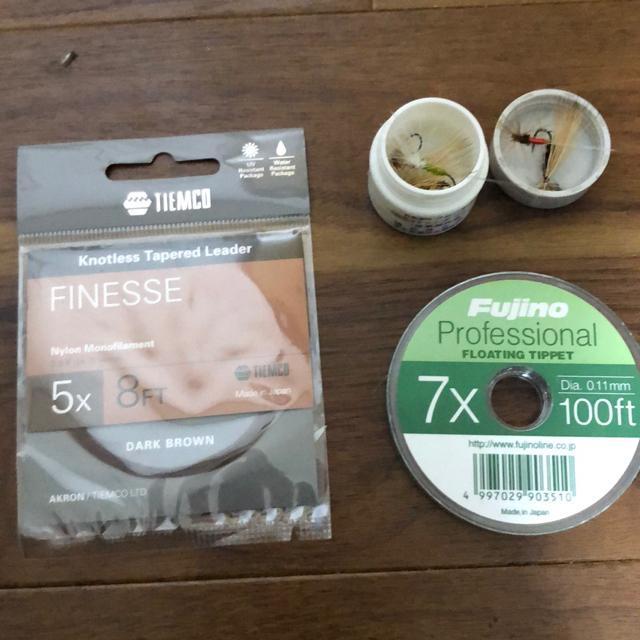 UV
Resistant
Package
Water
Resistant
Package
TIEMCO
Knotless Tapered Leader
FINESSE
Nylon Monofilament
5X
8FT
TIEMCO
Made in Japan
DARK BROWN
AKRON / TIEMCO LTD
Fujino
Professional
FLOATING TIPPET
7X
Dia. 0.11mm
100ft
http://www.fujinoline.co.jp
4 997029 903510
Made in Japan